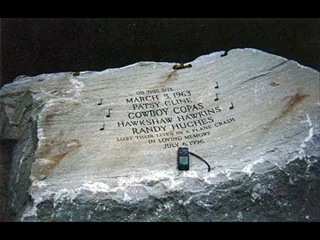 ON THIS SITE
MARCH 5, 1963
PATSY CLINE
COWBOY COPAS
HAWKSHAW HAWKINS
RANDY HUGHES
LOST THEIR LIVES IN A PLANE CRASH
IN LOVING MEMORY
JULY 6, 1996